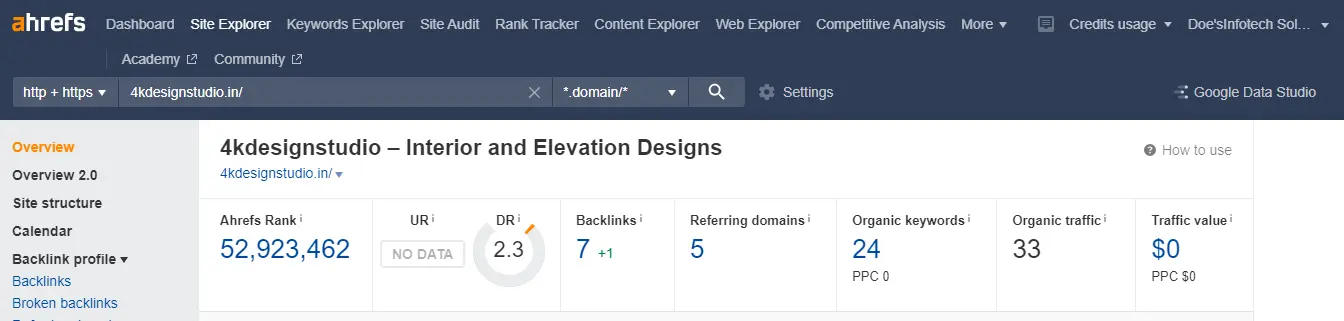 ahrefs Dashboard Site Explorer Keywords Explorer Site Audit Rank Tracker Content Explorer Web Explorer Competitive Analysis More Credits usage Doe'sInfotech Sol...
Academy Community
http + https 4kdesignstudio.in/ *.domain/* Settings Google Data Studio
Overview
Overview 2.0
Site structure
Calendar
Backlink profile
Backlinks
Broken backlinks
4kdesignstudio – Interior and Elevation Designs
How to use
4kdesignstudio.in/
Ahrefs Rank UR DR Backlinks Referring domains Organic keywords Organic traffic Traffic value
52,923,462 NO DATA 2.3 7 +1 5 24 33 $0
PPC 0 PPC $0